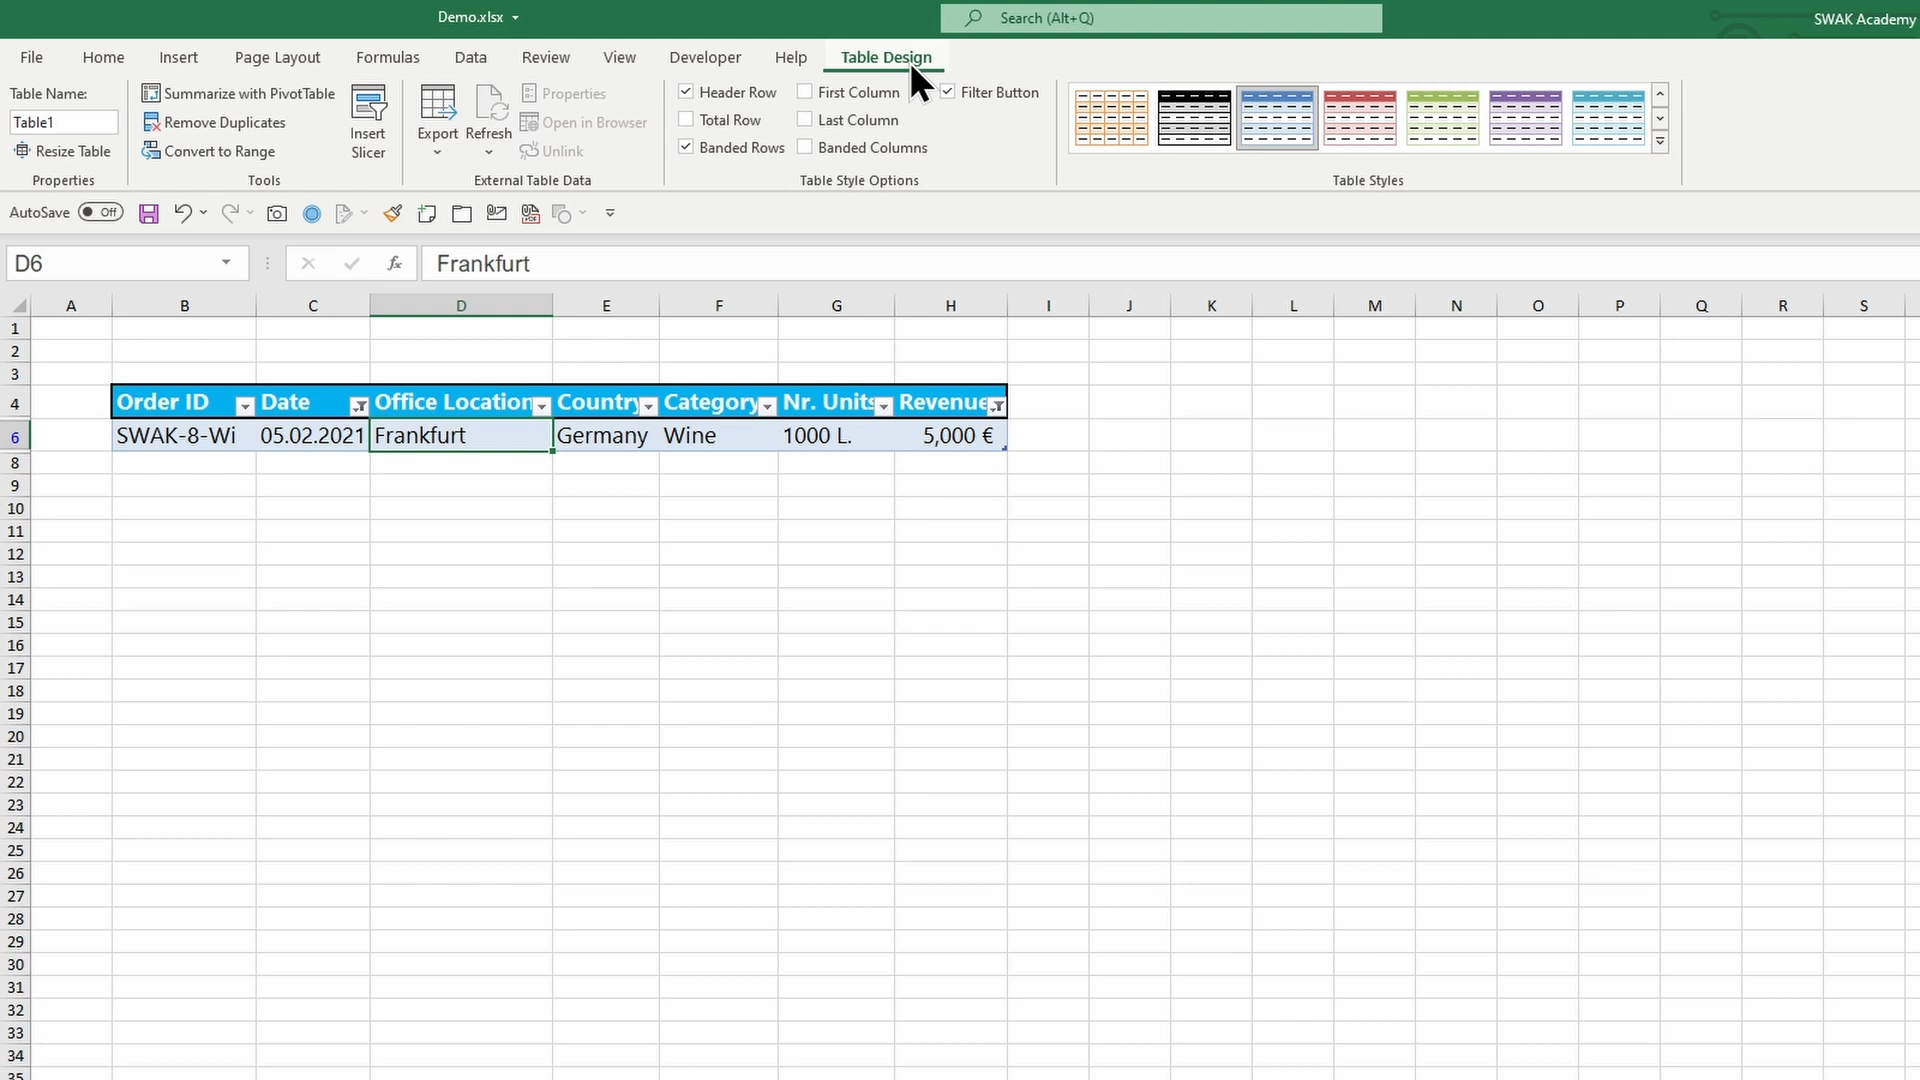 Demo.xlsx
Search (Alt+Q)
SWAK Academy
File Home Insert Page Layout Formulas Data Review View Developer Help Table Design
Table Name:
Table1
Resize Table
Properties
Summarize with PivotTable
Remove Duplicates
Convert to Range
Insert
Slicer
Tools
Export
Refresh
Properties
Open in Browser
Unlink
External Table Data
Header Row
Total Row
Banded Rows
First Column
Last Column
Banded Columns
Filter Button
Table Style Options
Table Styles
AutoSave Off
D6 fx Frankfurt
A B C D E F G H I J K L M N O P Q R S
1
2
3
4 Order ID Date Office Location Country Category Nr. Units Revenue
6 SWAK-8-Wi 05.02.2021 Frankfurt Germany Wine 1000 L. 5,000 €
8
9
10
11
12
13
14
15
16
17
18
19
20
21
22
23
24
25
26
27
28
29
30
31
32
33
34
35